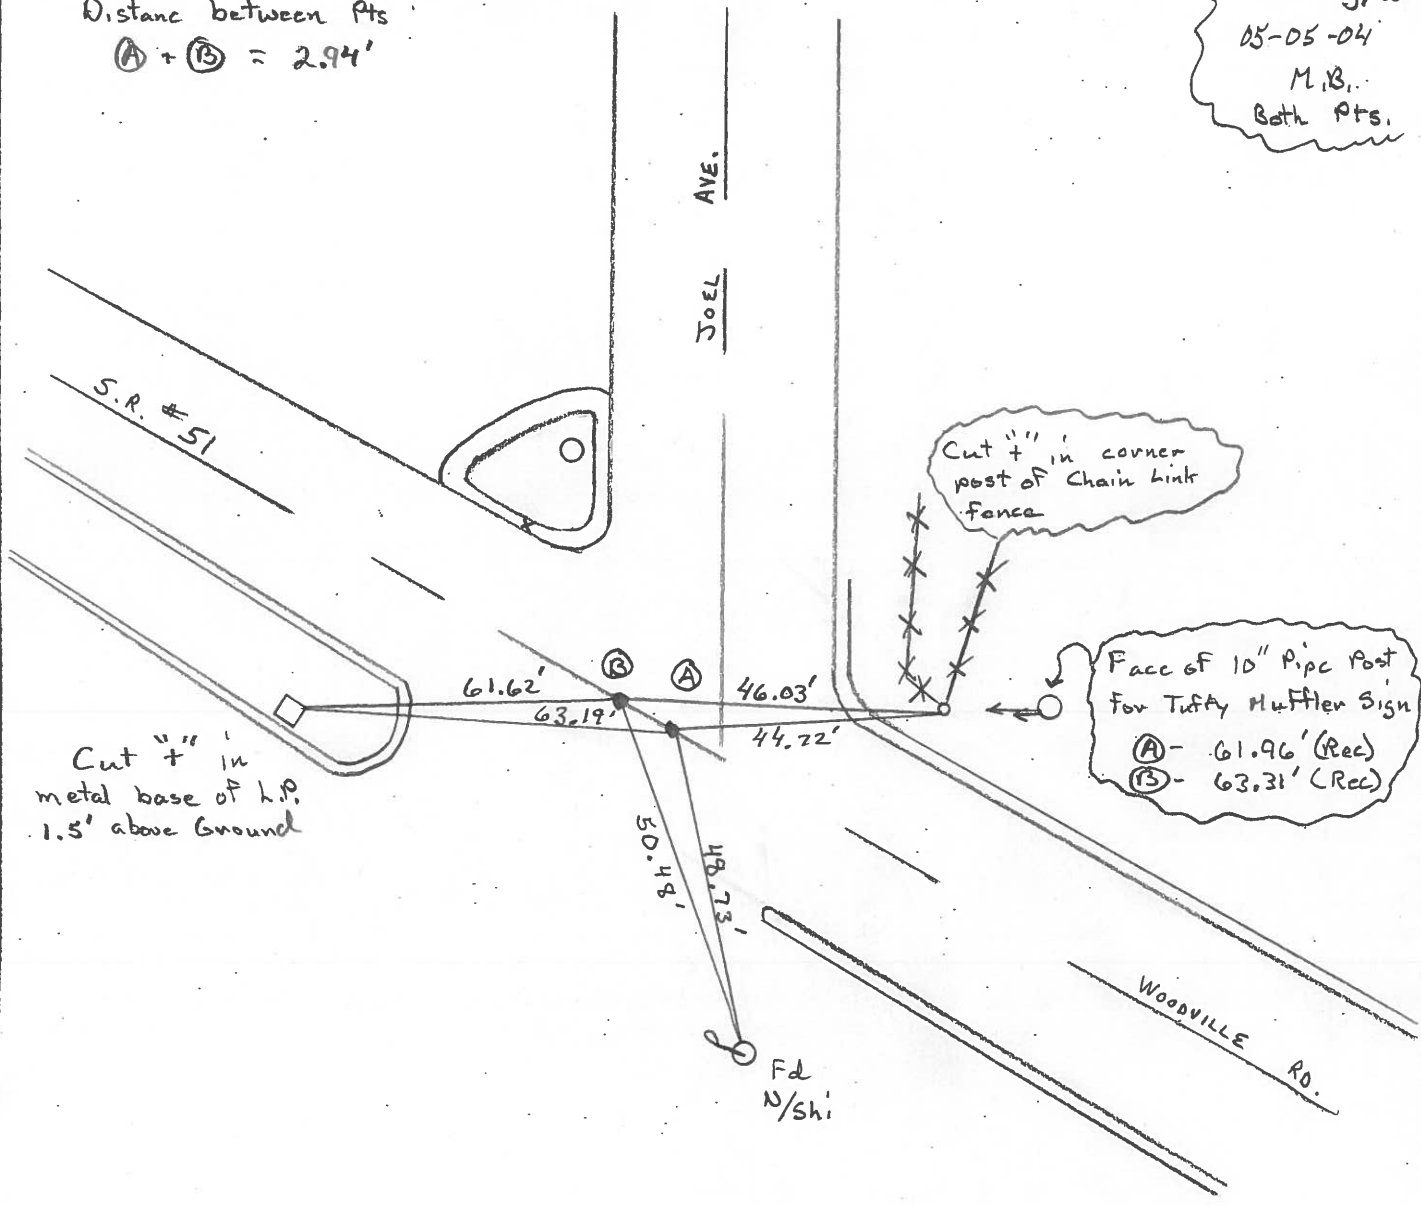 Distanc between Pts
Ⓐ + Ⓑ = 2.94'
05-05-04
M.B.
Both Pts.
JOEL AVE.
S.R. #51
Cut "+" in corner
post of Chain Link
fence
Ⓑ
Ⓐ
61.62'
46.03'
63.19'
44.22'
Face of 10" Pipe Post
for Tuffy Muffler Sign
Ⓐ - 61.96' (Rec)
Ⓑ - 63.31' (Rec)
Cut "+" in
metal base of L.P.
1.5' above Ground
50.48'
48.73'
WOODVILLE RD.
Fd
N/Shi